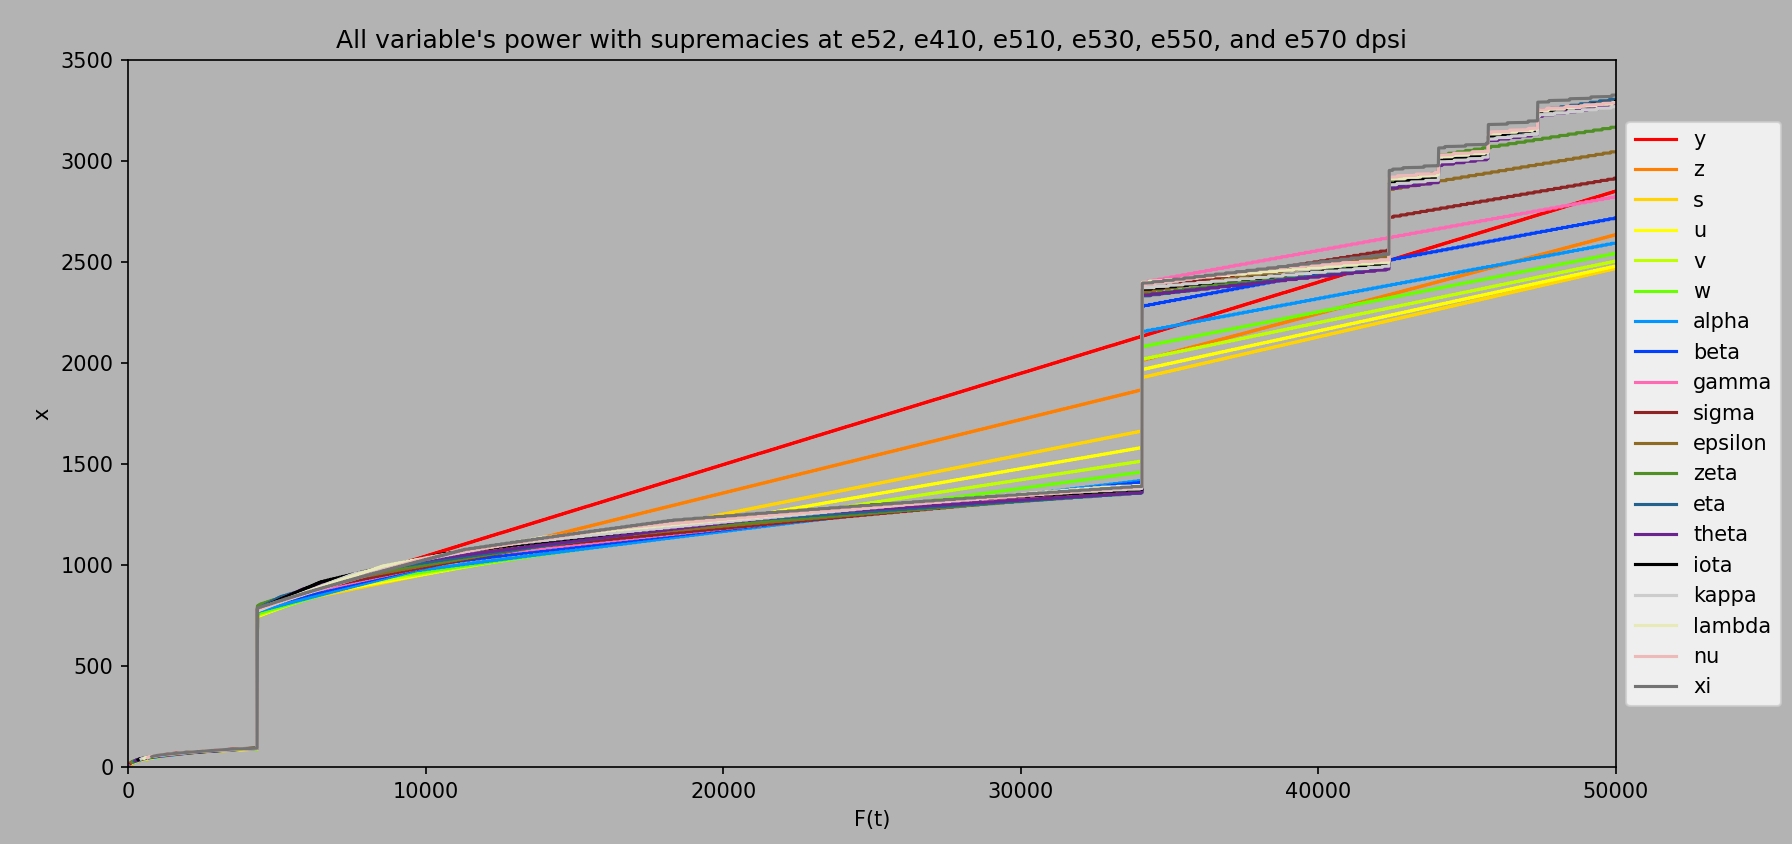 All variable's power with supremacies at e52, e410, e510, e530, e550, and e570 dpsi
3500
3000
2500
2000
1500
1000
500
0
x
0
10000
20000
30000
40000
50000
F(t)
y
z
s
u
v
w
alpha
beta
gamma
sigma
epsilon
zeta
eta
theta
iota
kappa
lambda
nu
xi